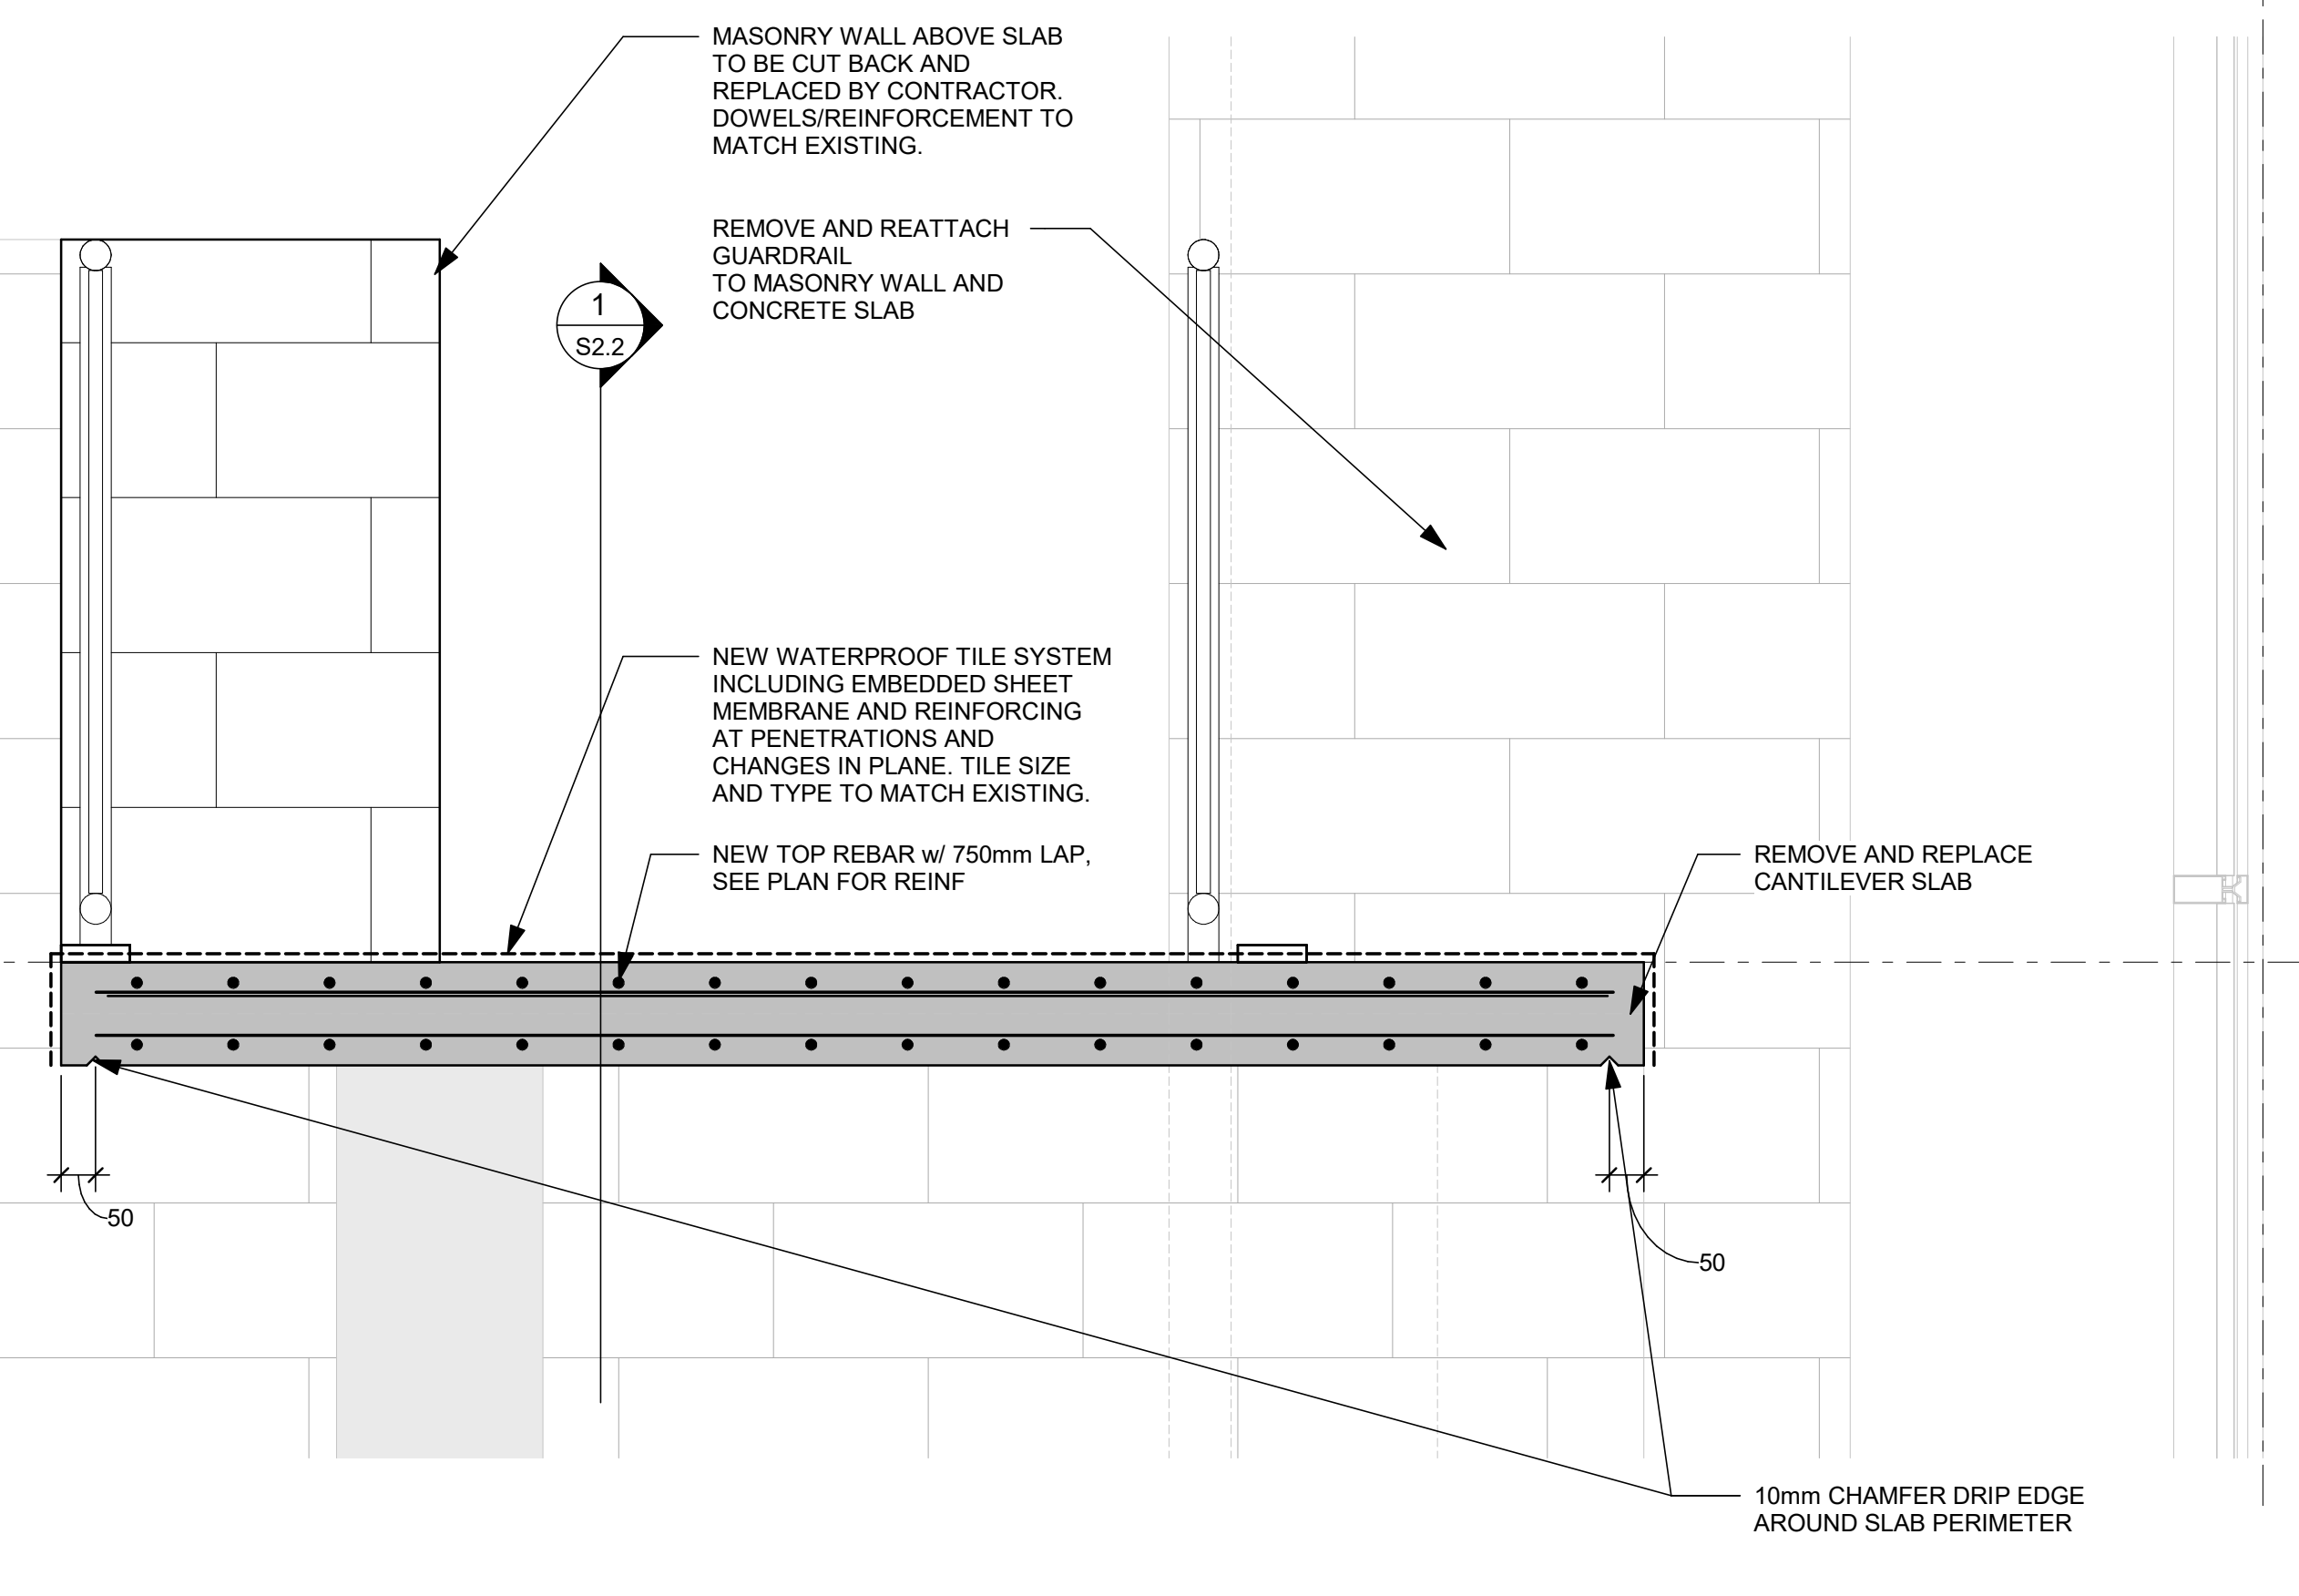 MASONRY WALL ABOVE SLAB
TO BE CUT BACK AND
REPLACED BY CONTRACTOR.
DOWELS/REINFORCEMENT TO
MATCH EXISTING.
REMOVE AND REATTACH
GUARDRAIL
TO MASONRY WALL AND
CONCRETE SLAB
1
S2.2
NEW WATERPROOF TILE SYSTEM
INCLUDING EMBEDDED SHEET
MEMBRANE AND REINFORCING
AT PENETRATIONS AND
CHANGES IN PLANE. TILE SIZE
AND TYPE TO MATCH EXISTING.
NEW TOP REBAR w/ 750mm LAP,
SEE PLAN FOR REINF
REMOVE AND REPLACE
CANTILEVER SLAB
50
50
10mm CHAMFER DRIP EDGE
AROUND SLAB PERIMETER